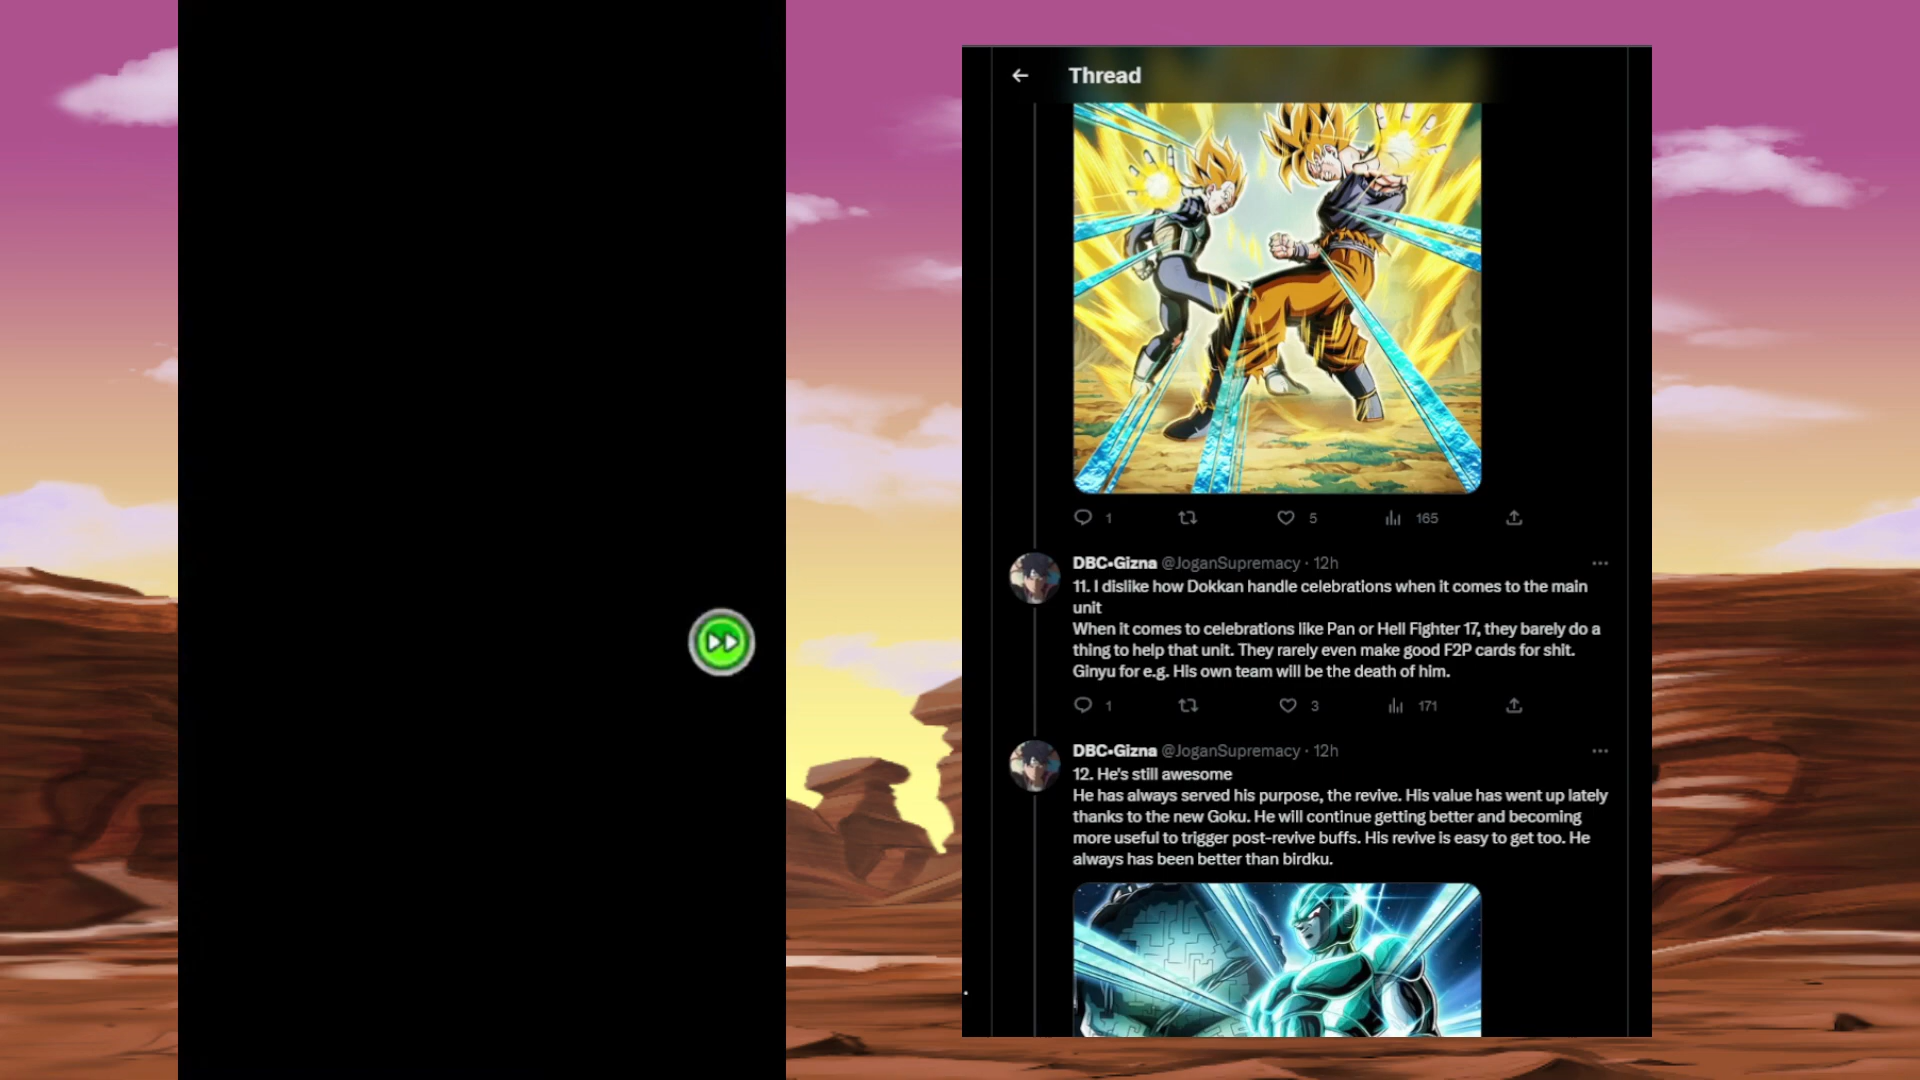 Thread
1 5 165
DBC•Gizna @JoganSupremacy · 12h
11. I dislike how Dokkan handle celebrations when it comes to the main
unit
When it comes to celebrations like Pan or Hell Fighter 17, they barely do a
thing to help that unit. They rarely even make good F2P cards for shit.
Ginyu for e.g. His own team will be the death of him.
1 3 171
DBC•Gizna @JoganSupremacy · 12h
12. He's still awesome
He has always served his purpose, the revive. His value has went up lately
thanks to the new Goku. He will continue getting better and becoming
more useful to trigger post-revive buffs. His revive is easy to get too. He
always has been better than birdku.